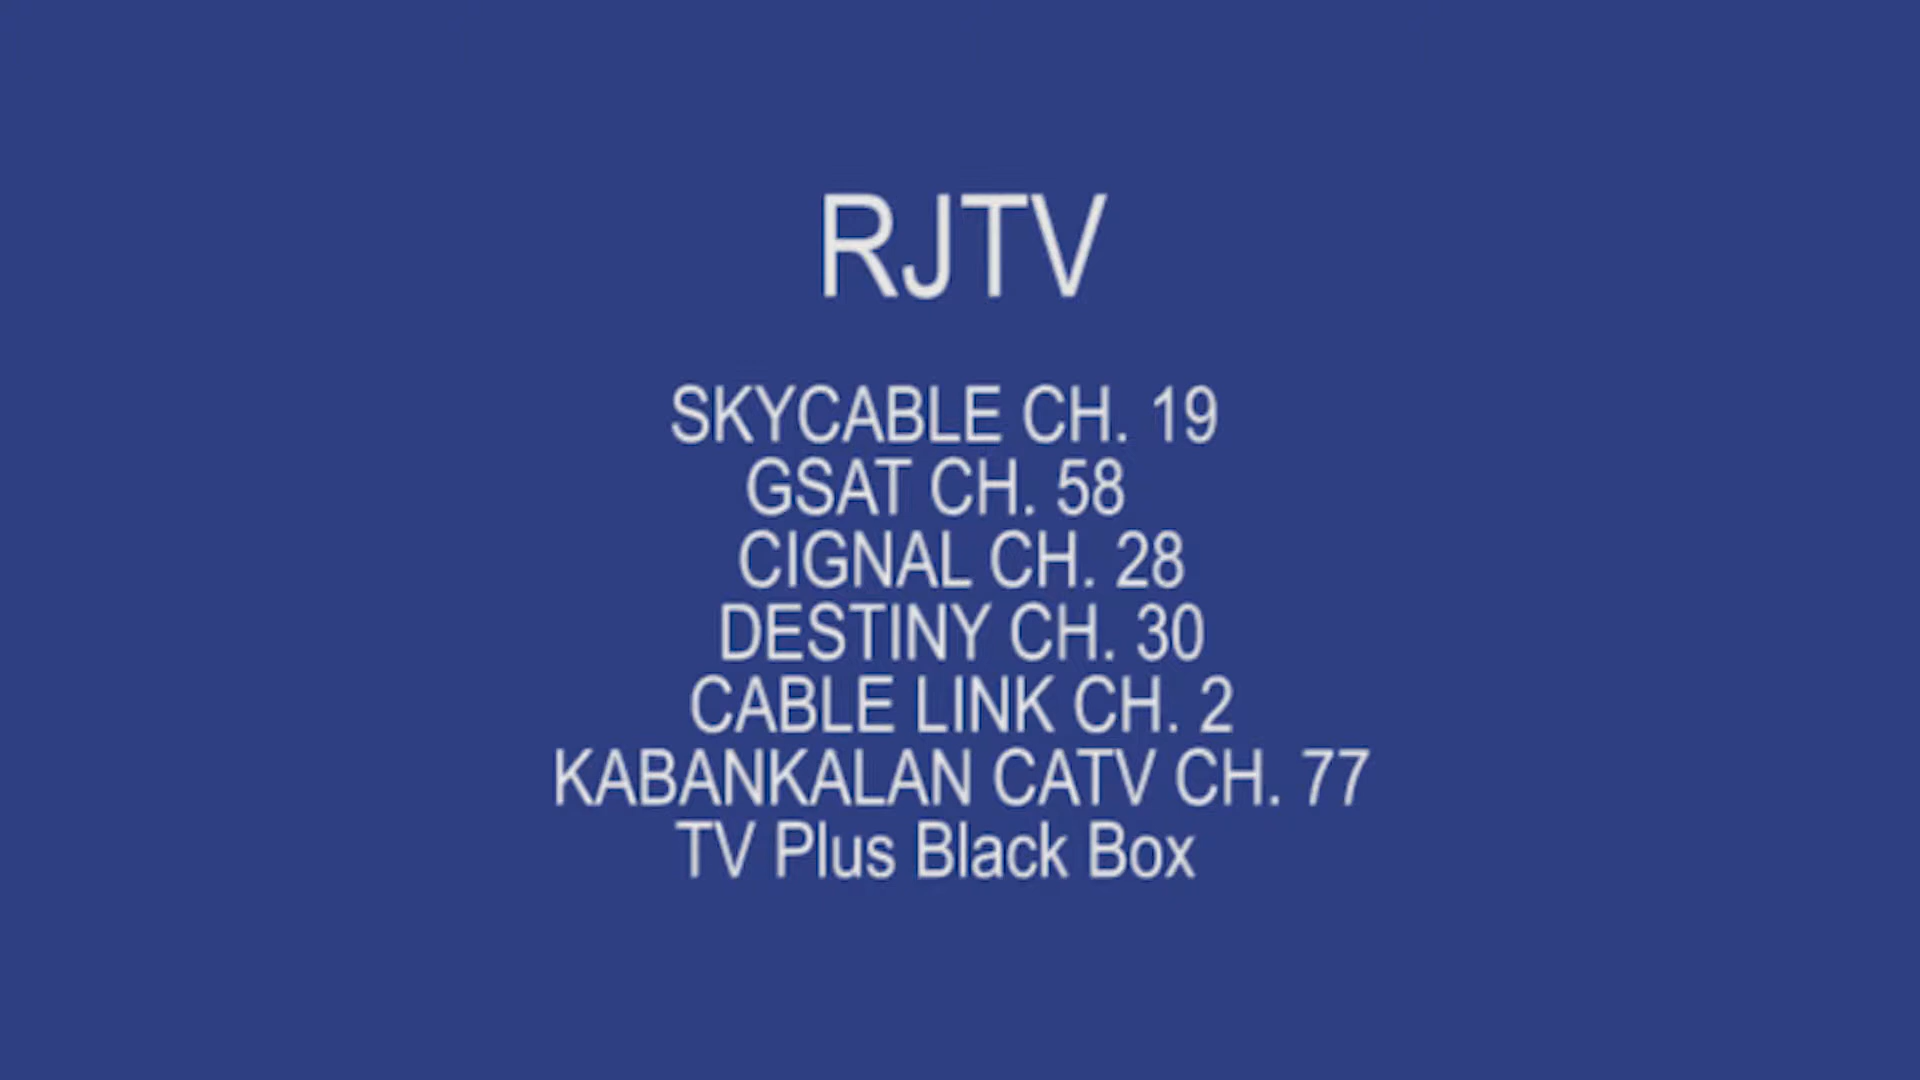 RJTV
SKYCABLE CH. 19
GSAT CH. 58
CIGNAL CH. 28
DESTINY CH. 30
CABLE LINK CH. 2
KABANKALAN CATV CH. 77
TV Plus Black Box